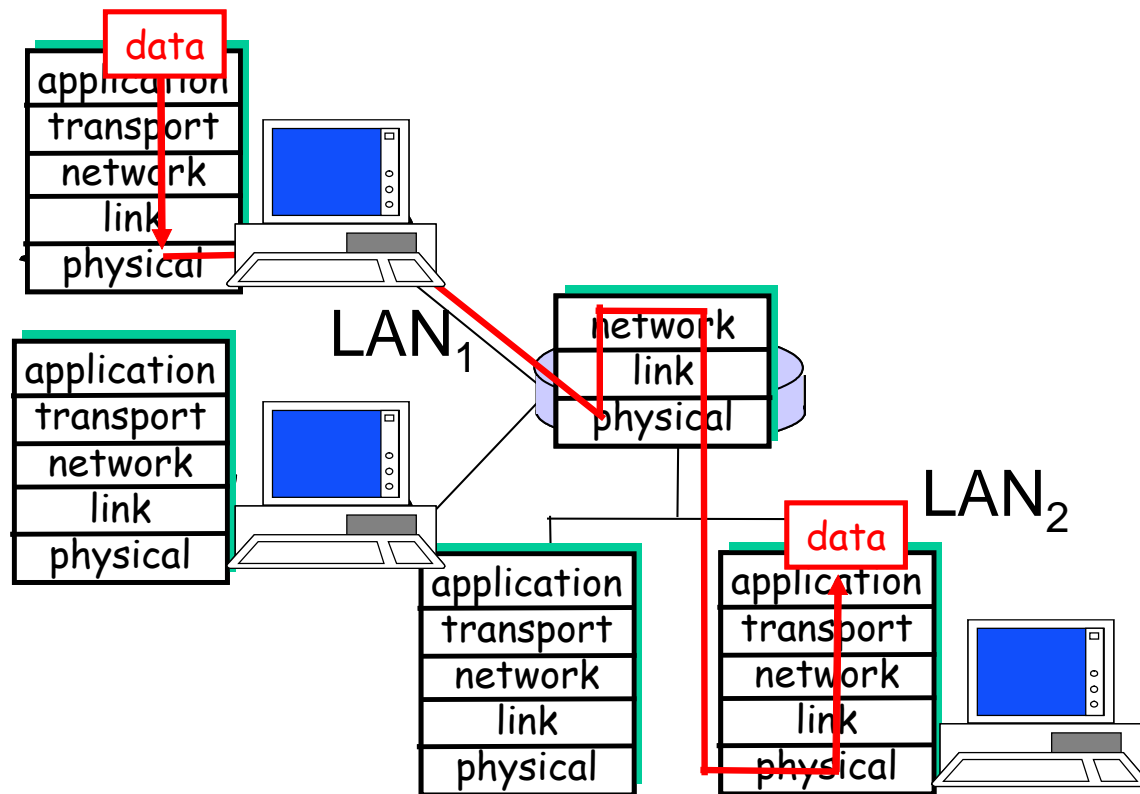 data
application
transport
network
link
physical
LAN₁
network
link
physical
application
transport
network
link
physical
LAN₂
data
application
transport
network
link
physical
application
transport
network
link
physical